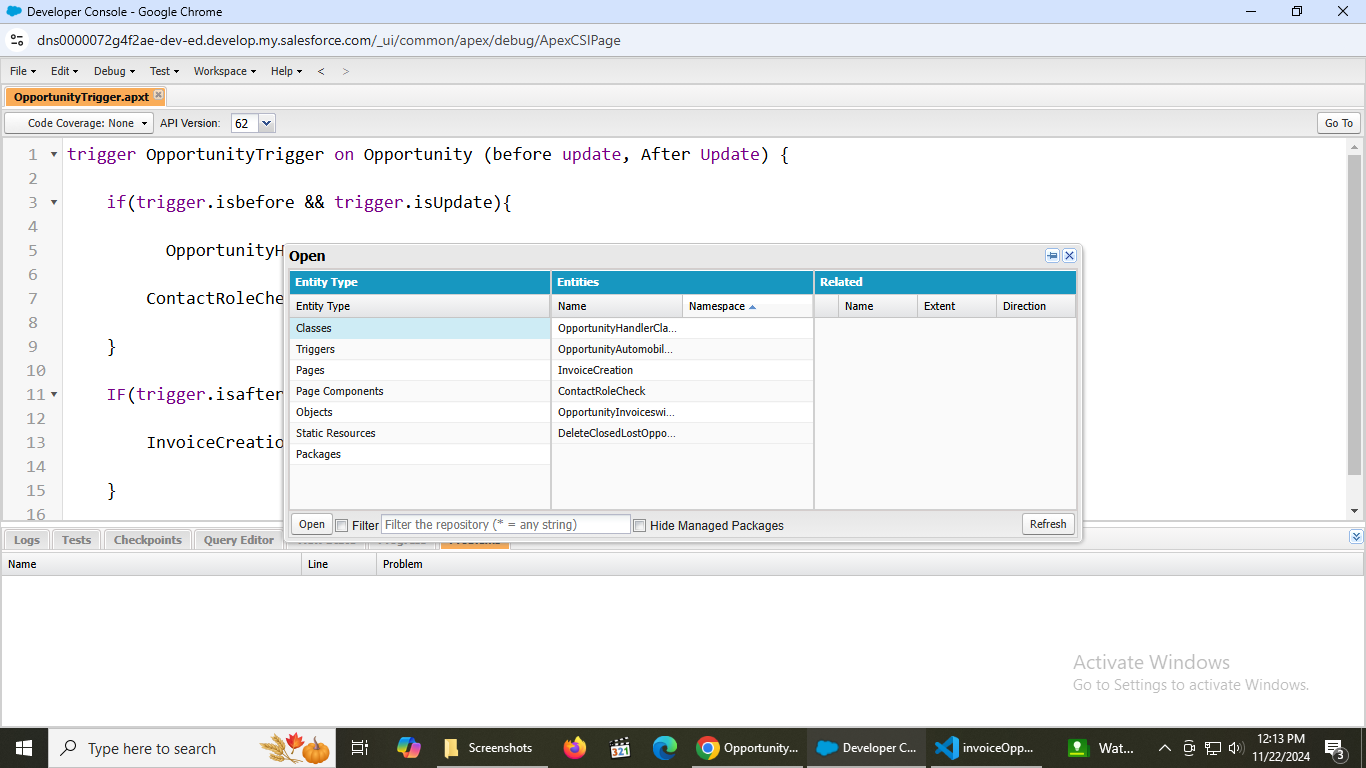 Developer Console - Google Chrome
dns0000072g4f2ae-dev-ed.develop.my.salesforce.com/_ui/common/apex/debug/ApexCSIPage
File Edit Debug Test Workspace Help < >
OpportunityTrigger.apxt
Code Coverage: None API Version: 62 Go To
1 trigger OpportunityTrigger on Opportunity (before update, After Update) {
2
3 if(trigger.isbefore && trigger.isUpdate){
4
5 OpportunityH
6
7 ContactRoleChe
8
9 }
10
11 IF(trigger.isafter
12
13 InvoiceCreatio
14
15 }
16
Open
Entity Type Entities Related
Entity Type Name Namespace Name Extent Direction
Classes OpportunityHandlerCla...
Triggers OpportunityAutomobil...
Pages InvoiceCreation
Page Components ContactRoleCheck
Objects OpportunityInvoiceswi...
Static Resources DeleteClosedLostOppo...
Packages
Open Filter Filter the repository (* = any string) Hide Managed Packages Refresh
Logs Tests Checkpoints Query Editor
Name Line Problem
Activate Windows
Go to Settings to activate Windows.
Type here to search Screenshots 321 Opportunity... Developer C... invoiceOpp... Wat... 12:13 PM
11/22/2024 3